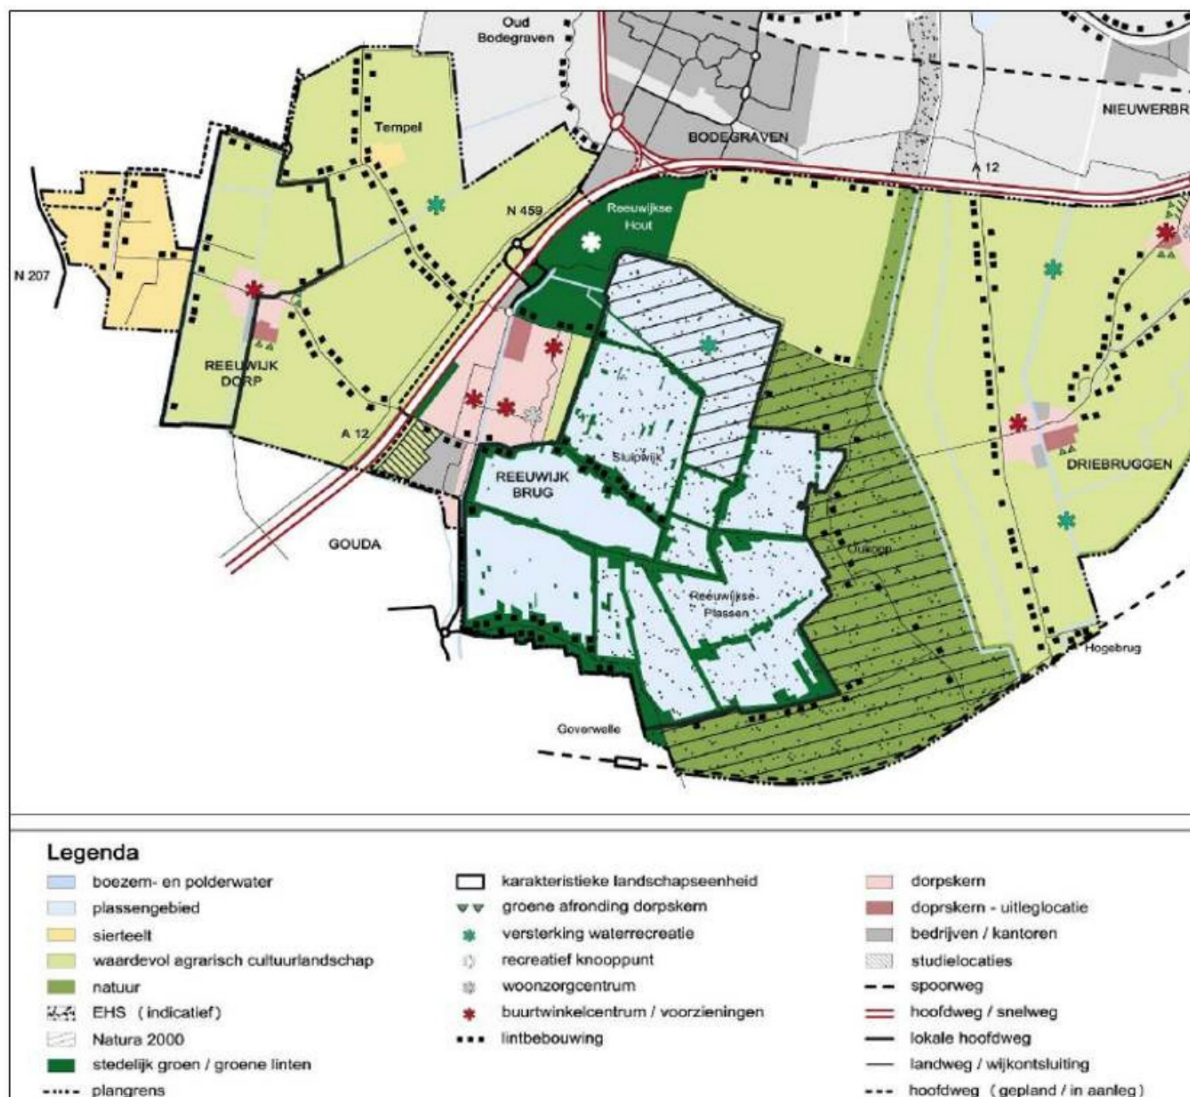 Oud
Bodegraven
BODEGRAVEN
NIEUWERBR
Tempel
A 12
N 459
Reeuwijkse
Hout
N 207
REEUWIJK
DORP
A 12
Sluipwijk
REEUWIJK
BRUG
DRIEBRUGGEN
GOUDA
Oukoop
Reeuwijkse
Plassen
Hogebrug
Goverwelle
Legenda
boezem- en polderwater
plassengebied
sierteelt
waardevol agrarisch cultuurlandschap
natuur
EHS ( indicatief )
Natura 2000
stedelijk groen / groene linten
plangrens
karakteristieke landschapseenheid
groene afronding dorpskern
versterking waterrecreatie
recreatief knooppunt
woonzorgcentrum
buurtwinkelcentrum / voorzieningen
lintbebouwing
dorpskern
doprskern - uitleglocatie
bedrijven / kantoren
studielocaties
spoorweg
hoofdweg / snelweg
lokale hoofdweg
landweg / wijkontsluiting
hoofdweg ( gepland / in aanleg )